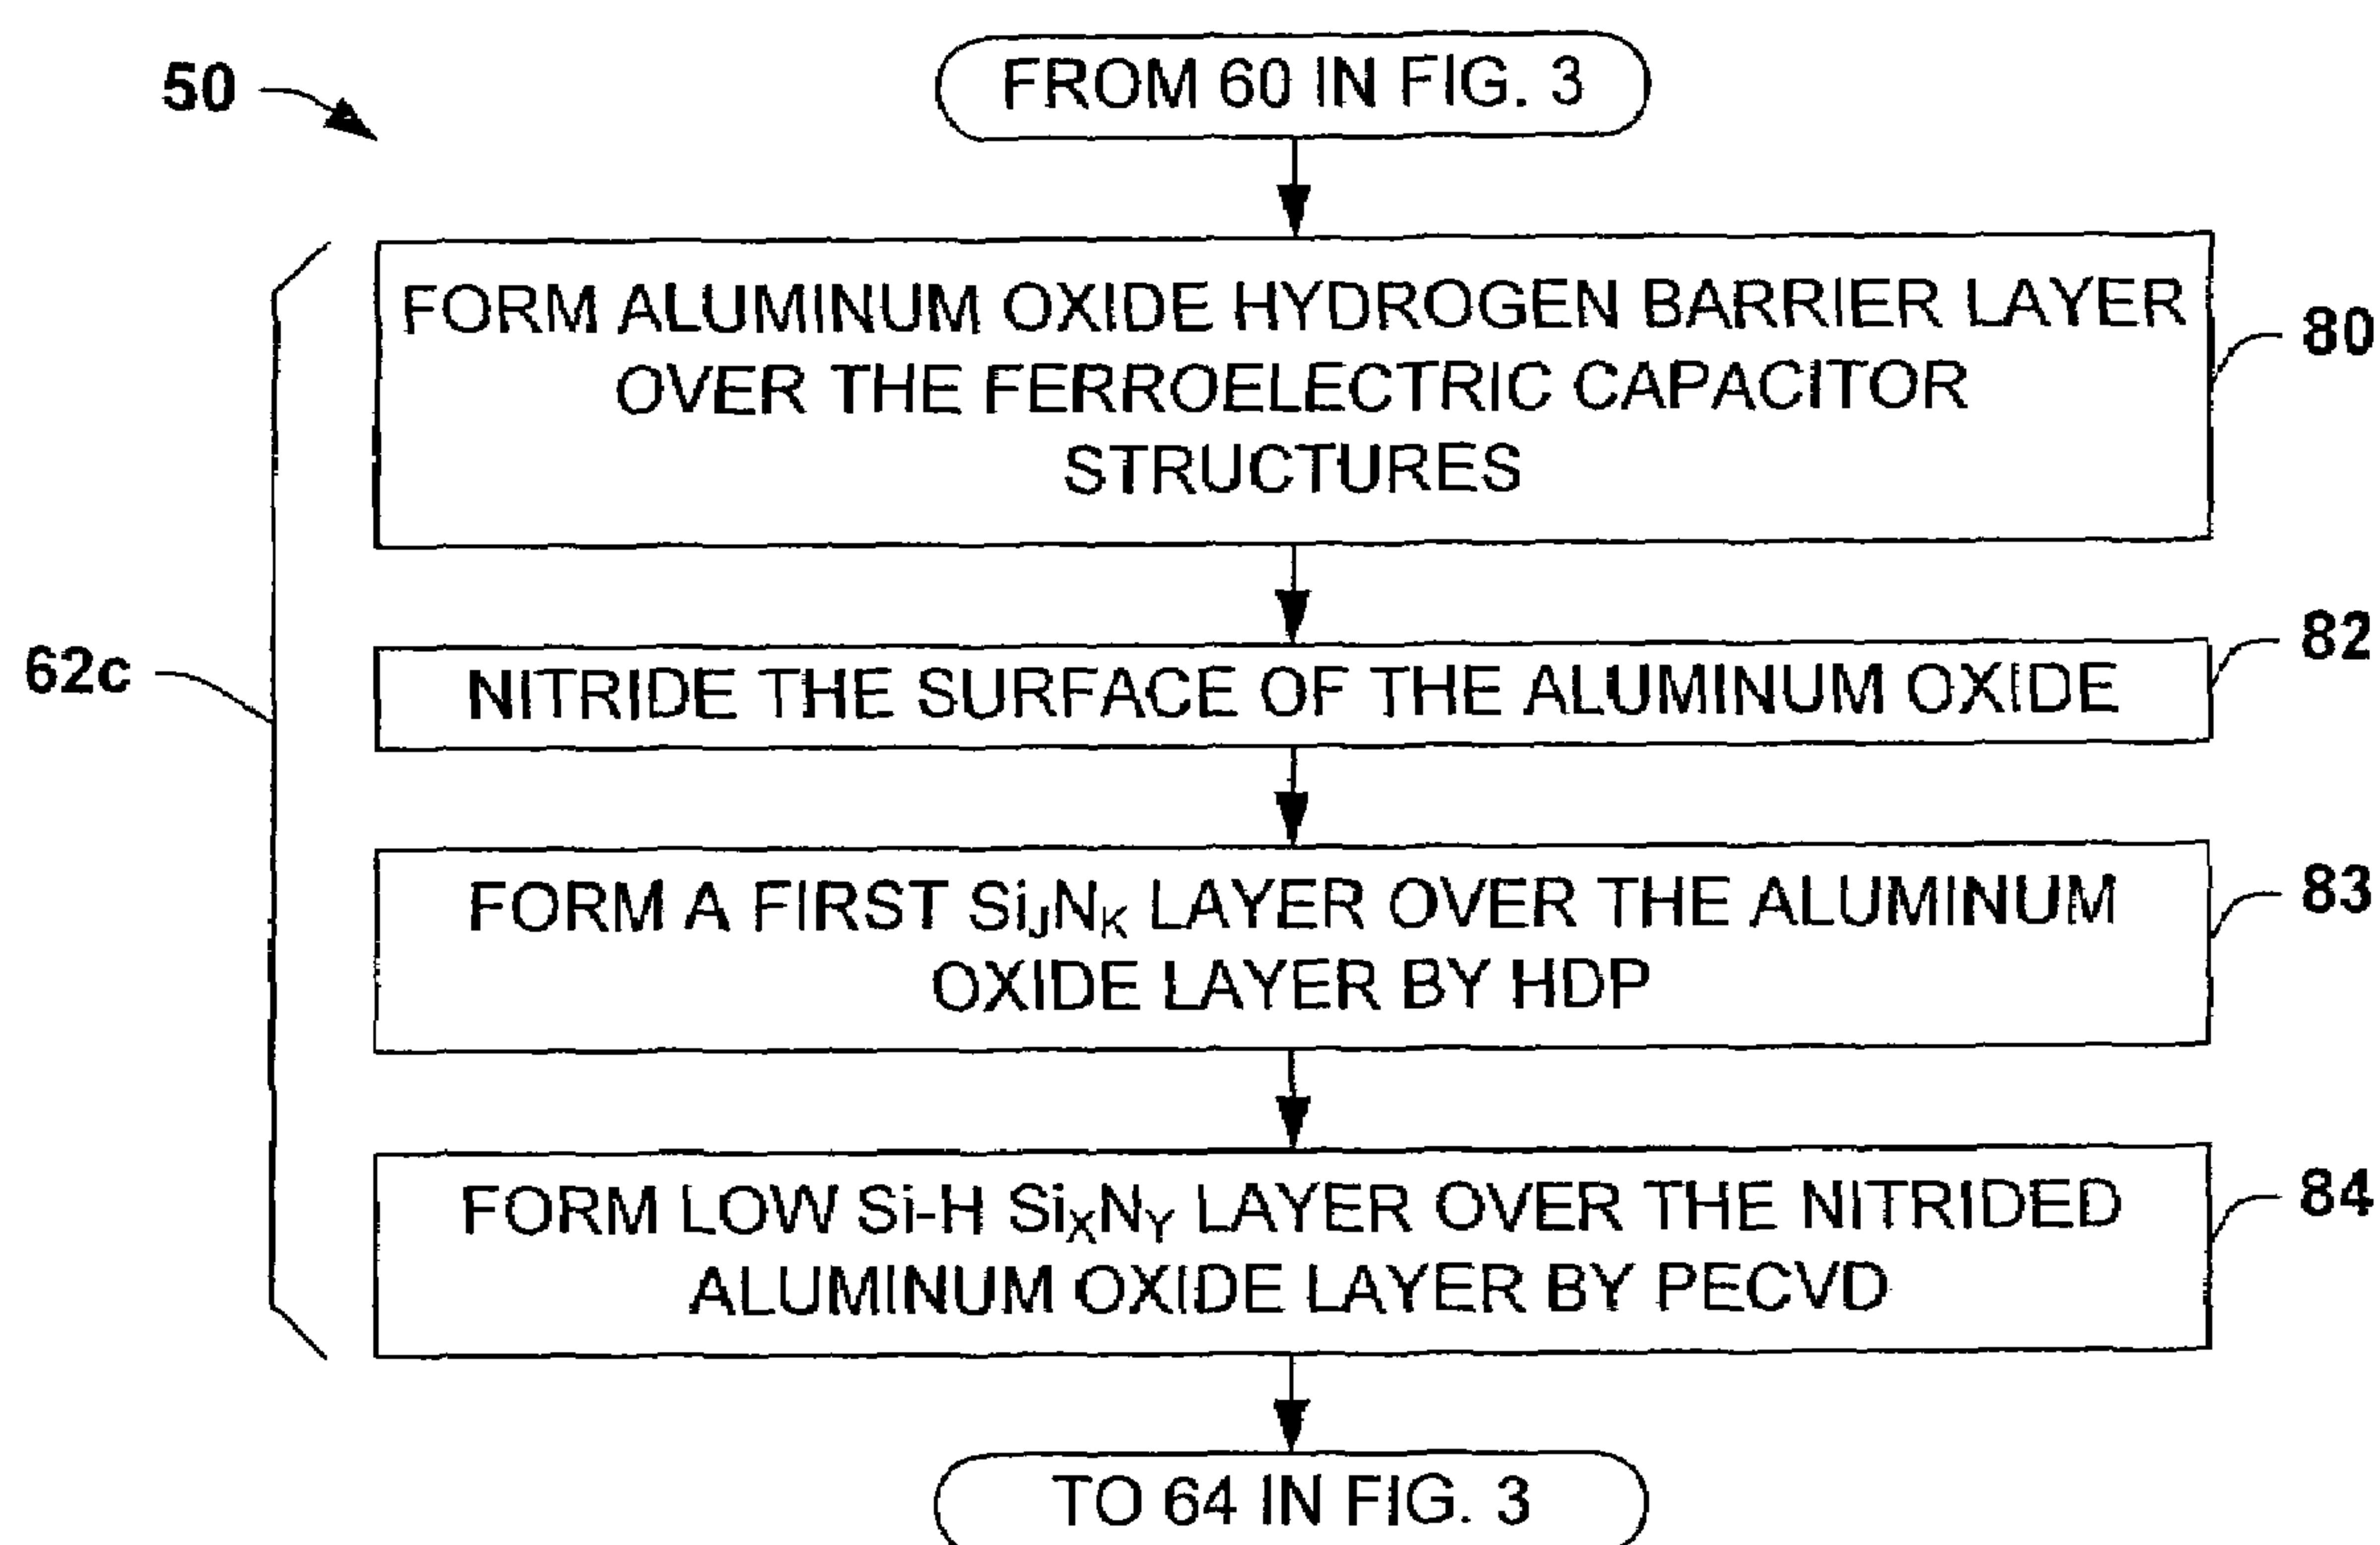 50
FROM 60 IN FIG. 3
FORM ALUMINUM OXIDE HYDROGEN BARRIER LAYER
OVER THE FERROELECTRIC CAPACITOR
STRUCTURES
80
62c
NITRIDE THE SURFACE OF THE ALUMINUM OXIDE
82
FORM A FIRST SiJNK LAYER OVER THE ALUMINUM
OXIDE LAYER BY HDP
83
FORM LOW Si-H SiXNY LAYER OVER THE NITRIDED
ALUMINUM OXIDE LAYER BY PECVD
84
TO 64 IN FIG. 3